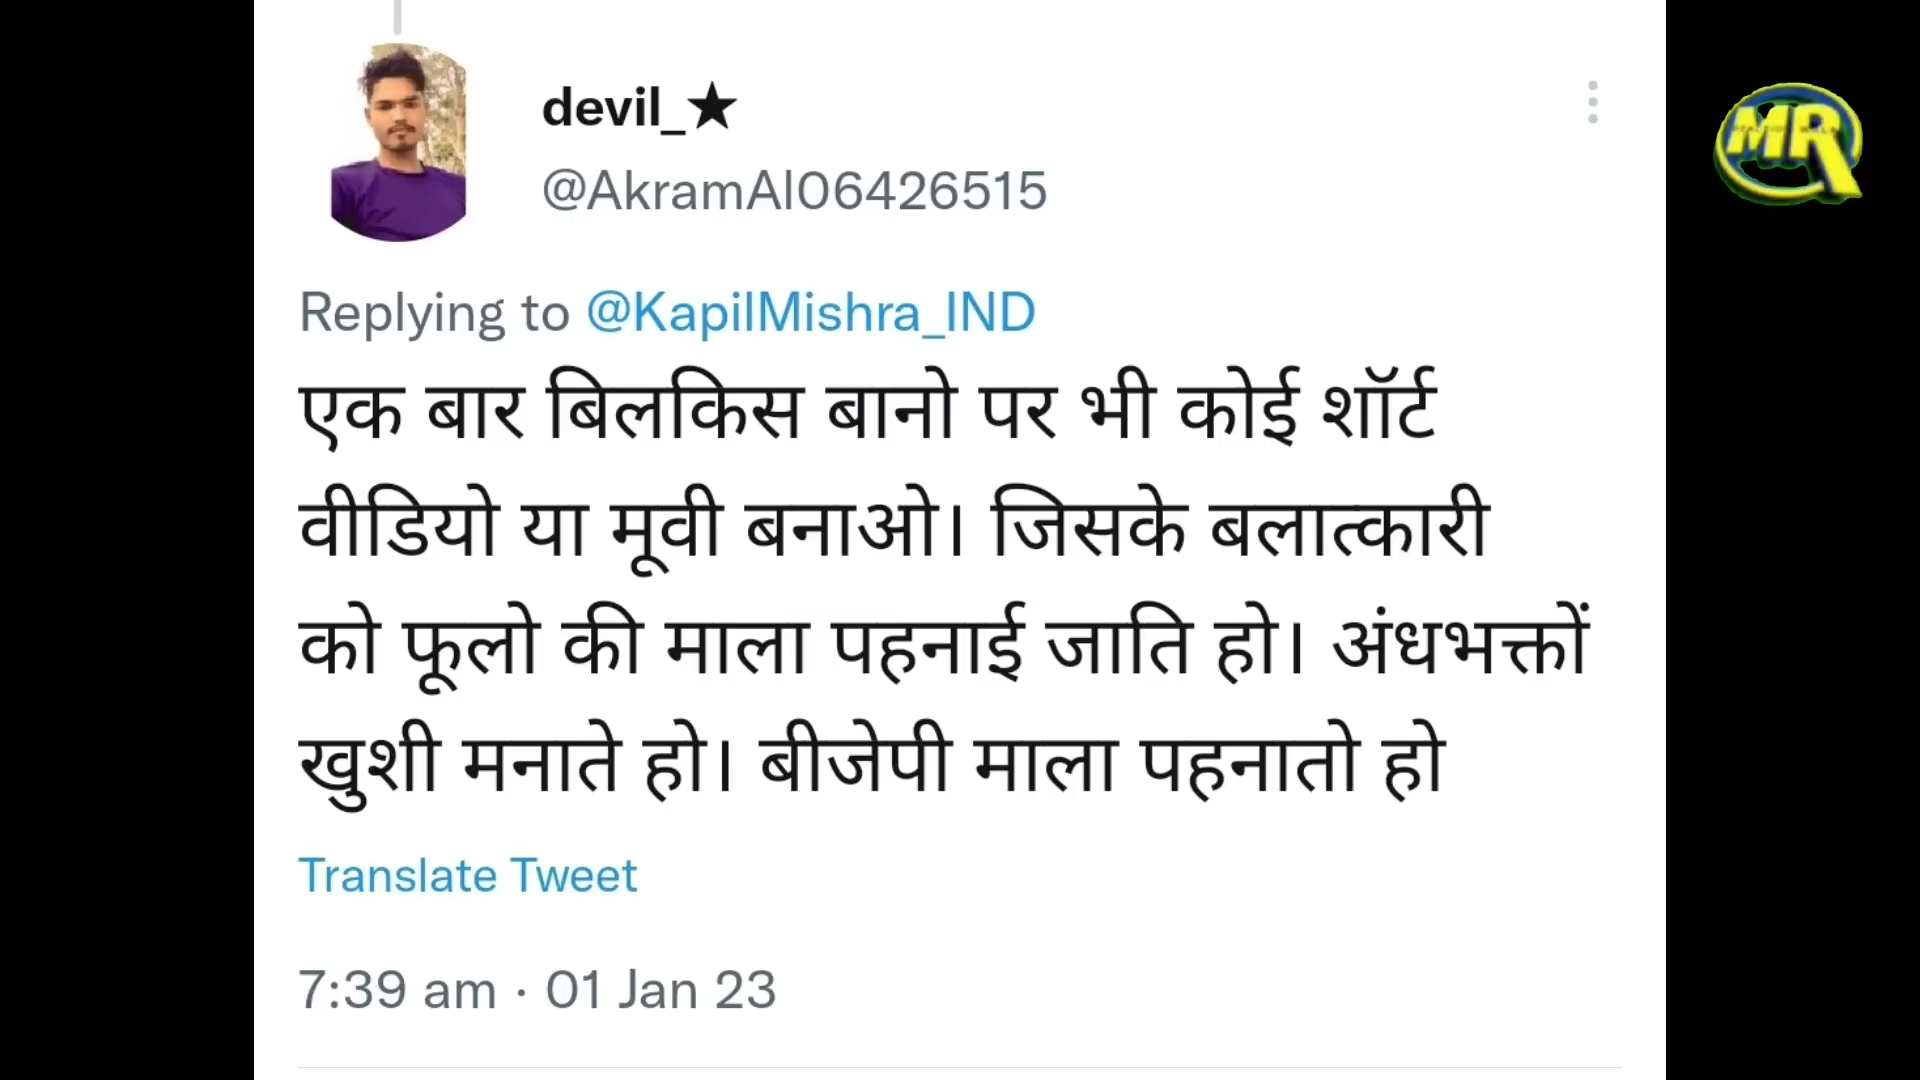 devil_★
@AkramAl06426515
Replying to @KapilMishra_IND
एक बार बिलकिस बानो पर भी कोई शॉर्ट
वीडियो या मूवी बनाओ। जिसके बलात्कारी
को फूलो की माला पहनाई जाति हो। अंधभक्तों
खुशी मनाते हो। बीजेपी माला पहनातो हो
Translate Tweet
7:39 am · 01 Jan 23
MR